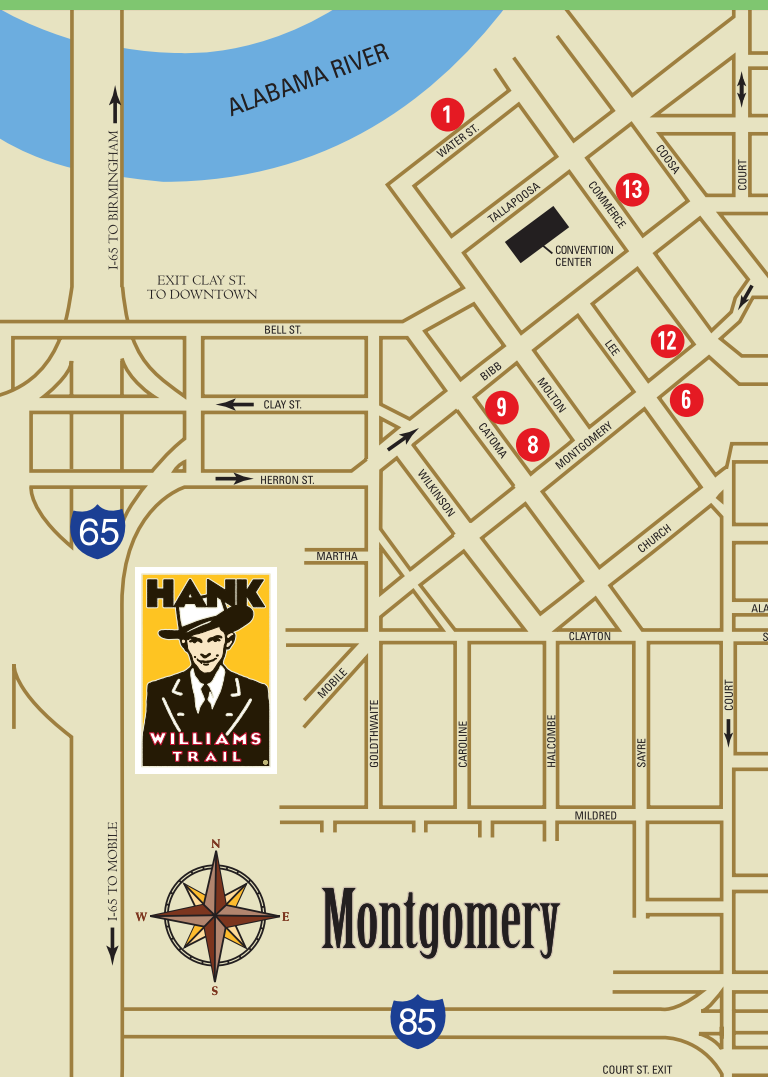 ALABAMA RIVER
1
WATER ST.
I-65 TO BIRMINGHAM
COOSA
COURT
13
COMMERCE
TALLAPOOSA
CONVENTION
CENTER
EXIT CLAY ST.
TO DOWNTOWN
BELL ST.
LEE
12
BIBB
MOLTON
6
9
CLAY ST.
8
CATOMA
MONTGOMERY
HERRON ST.
WILKINSON
65
CHURCH
MARTHA
HANK
WILLIAMS
TRAIL
ALA
CLAYTON
S
MOBILE
GOLDTHWAITE
CAROLINE
HALCOMBE
SAYRE
COURT
MILDRED
I-65 TO MOBILE
N
W
E
S
Montgomery
85
COURT ST. EXIT